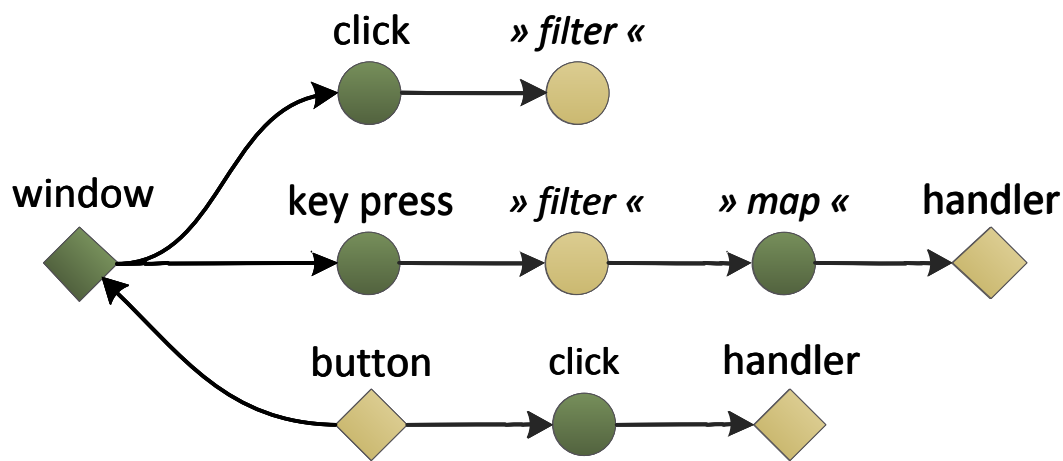 click » filter «
window
key press » filter « » map « handler
button click handler